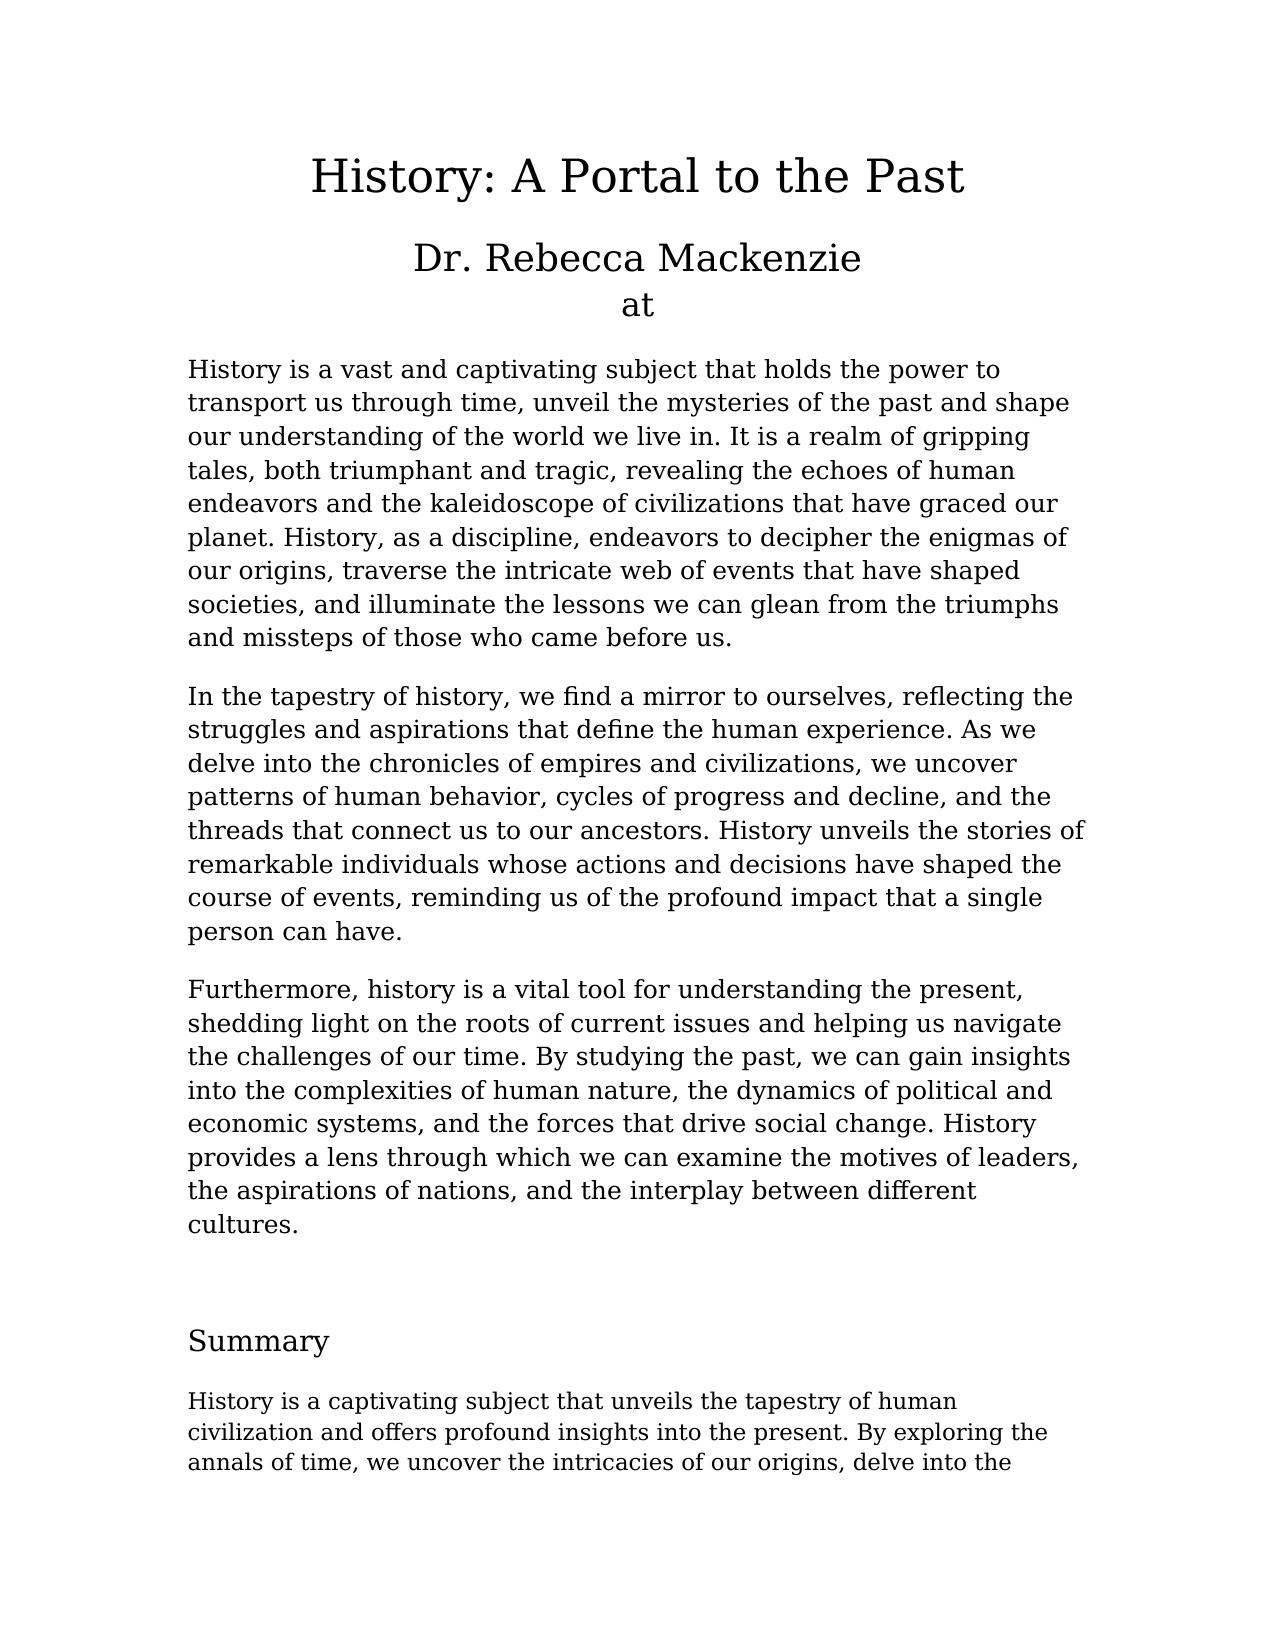 History: A Portal to the Past
Dr. Rebecca Mackenzie
at
History is a vast and captivating subject that holds the power to
transport us through time, unveil the mysteries of the past and shape
our understanding of the world we live in. It is a realm of gripping
tales, both triumphant and tragic, revealing the echoes of human
endeavors and the kaleidoscope of civilizations that have graced our
planet. History, as a discipline, endeavors to decipher the enigmas of
our origins, traverse the intricate web of events that have shaped
societies, and illuminate the lessons we can glean from the triumphs
and missteps of those who came before us.
In the tapestry of history, we find a mirror to ourselves, reflecting the
struggles and aspirations that define the human experience. As we
delve into the chronicles of empires and civilizations, we uncover
patterns of human behavior, cycles of progress and decline, and the
threads that connect us to our ancestors. History unveils the stories of
remarkable individuals whose actions and decisions have shaped the
course of events, reminding us of the profound impact that a single
person can have.
Furthermore, history is a vital tool for understanding the present,
shedding light on the roots of current issues and helping us navigate
the challenges of our time. By studying the past, we can gain insights
into the complexities of human nature, the dynamics of political and
economic systems, and the forces that drive social change. History
provides a lens through which we can examine the motives of leaders,
the aspirations of nations, and the interplay between different
cultures.
Summary
History is a captivating subject that unveils the tapestry of human
civilization and offers profound insights into the present. By exploring the
annals of time, we uncover the intricacies of our origins, delve into the